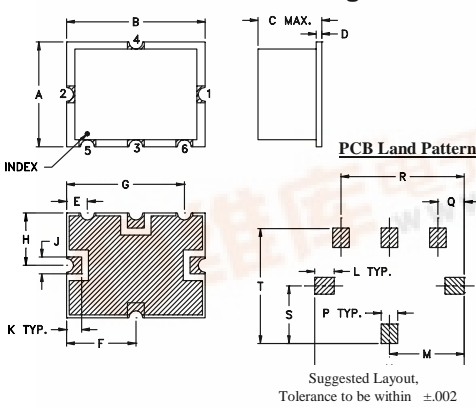 B
C MAX.
D
4
A
2
1
5
3
6
INDEX
PCB Land Pattern
G
E
H
J
K TYP.
F
R
Q
T
L TYP.
S
P TYP.
M
Suggested Layout,
Tolerance to be within ±.002